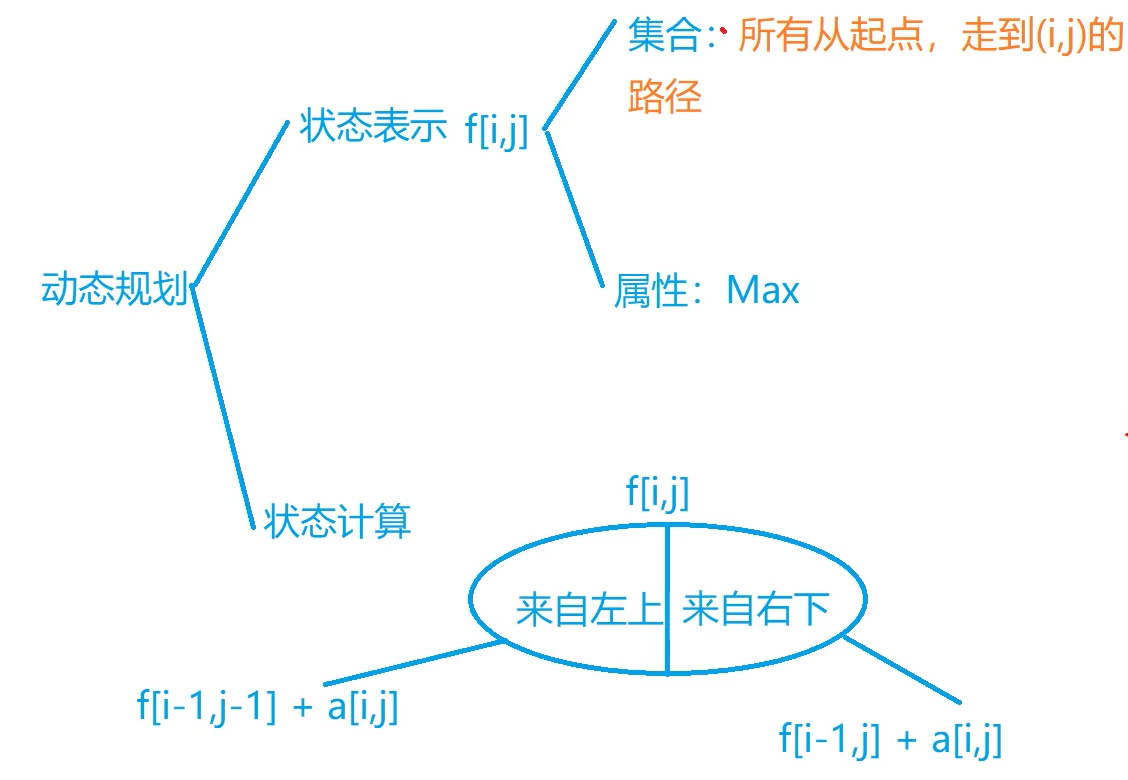 集合：所有从起点，走到(i,j)的
路径
状态表示 f[i,j]
动态规划
属性：Max
f[i,j]
状态计算
来自左上 来自右下
f[i-1,j-1] + a[i,j]
f[i-1,j] + a[i,j]